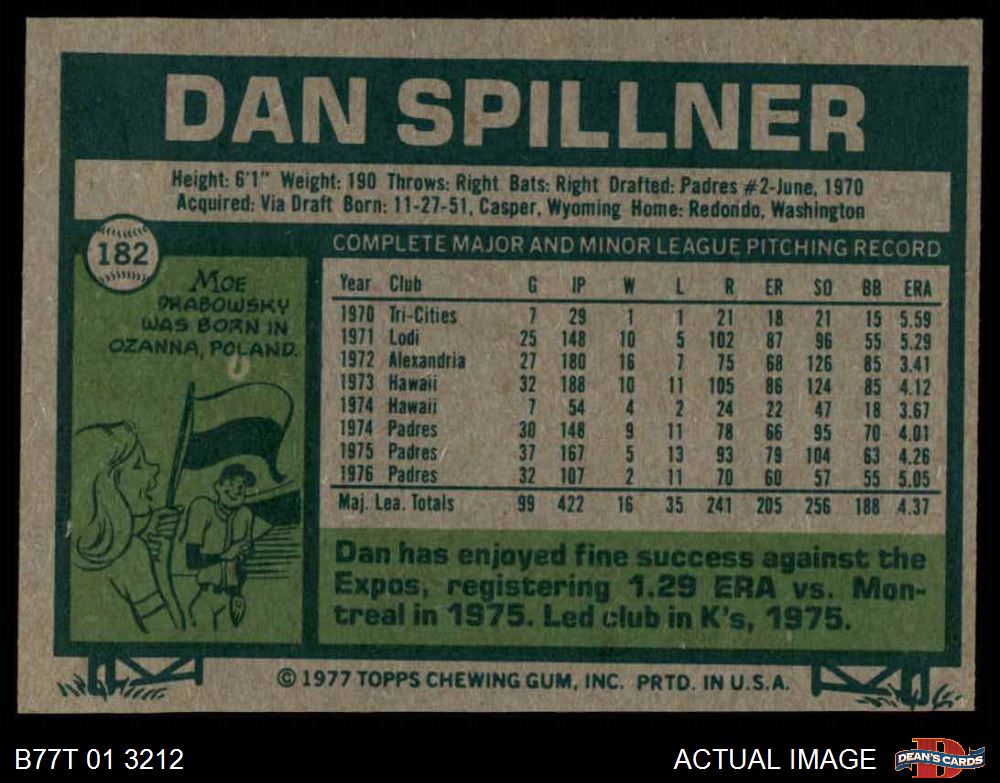 DAN SPILLNER
Height: 6'1" Weight: 190 Throws: Right Bats: Right Drafted: Padres #2-June, 1970
Acquired: Via Draft Born: 11-27-51, Casper, Wyoming Home: Redondo, Washington
182
MOE
DRABOWSKY
WAS BORN IN
OZANNA, POLAND.
COMPLETE MAJOR AND MINOR LEAGUE PITCHING RECORD
Year Club G IP W L R ER SO BB ERA
1970 Tri-Cities 7 29 1 1 21 18 21 15 5.59
1971 Lodi 25 148 10 5 102 87 96 55 5.29
1972 Alexandria 27 180 16 7 75 68 126 85 3.41
1973 Hawaii 32 188 10 11 105 86 124 85 4.12
1974 Hawaii 7 54 4 2 24 22 47 18 3.67
1974 Padres 30 148 9 11 78 66 95 70 4.01
1975 Padres 37 167 5 13 93 79 104 63 4.26
1976 Padres 32 107 2 11 70 60 57 55 5.05
Maj. Lea. Totals 99 422 16 35 241 205 256 188 4.37
Dan has enjoyed fine success against the
Expos, registering 1.29 ERA vs. Mon-
treal in 1975. Led club in K's, 1975.
© 1977 TOPPS CHEWING GUM, INC. PRTD. IN U.S.A.
B77T 01 3212
ACTUAL IMAGE
D
DEAN'S CARDS